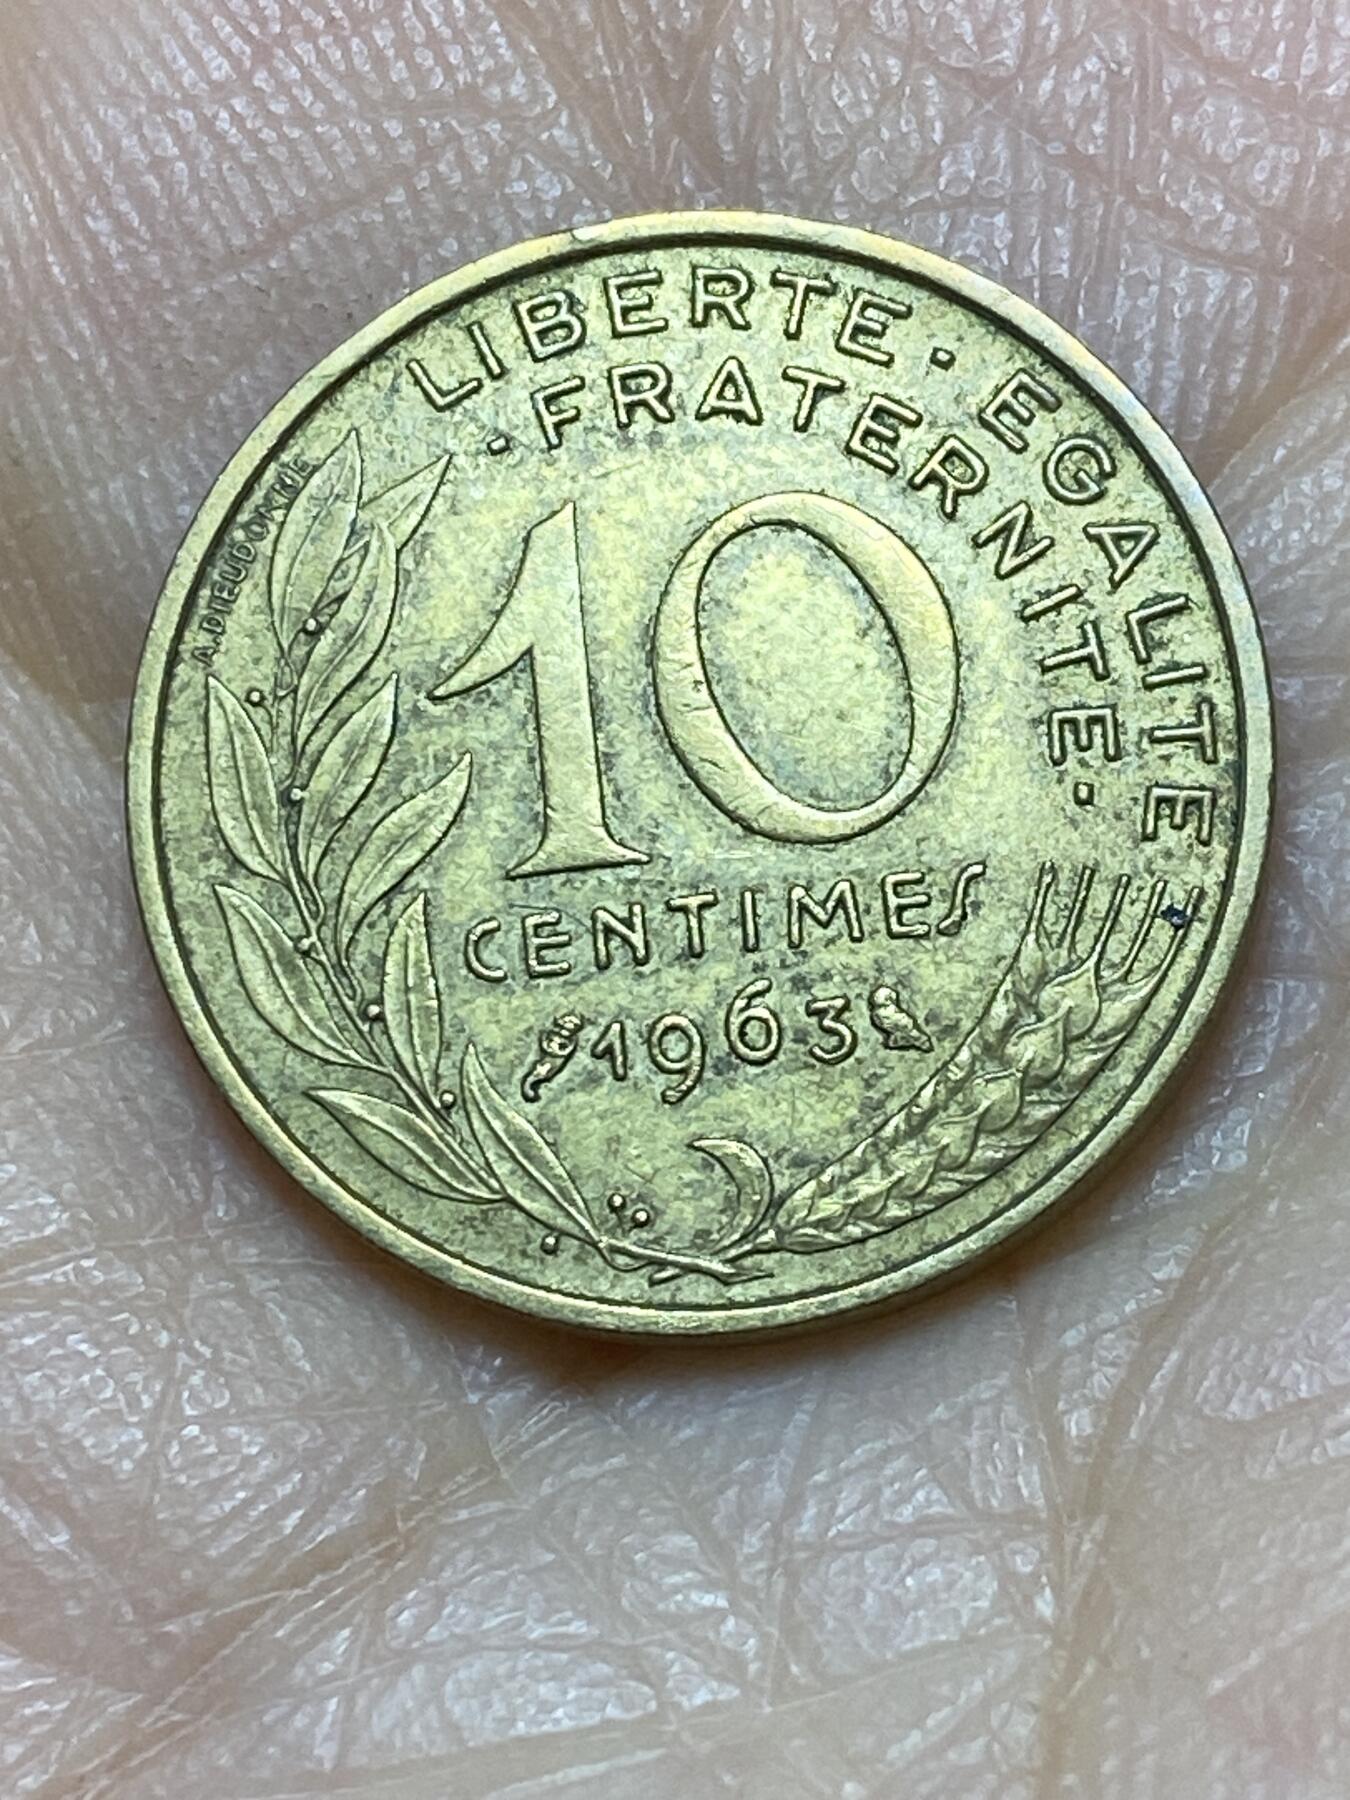 LIBERTE · EGALITE
· FRATERNITE ·
A.DIEUDONNE
10
CENTIMES
1963